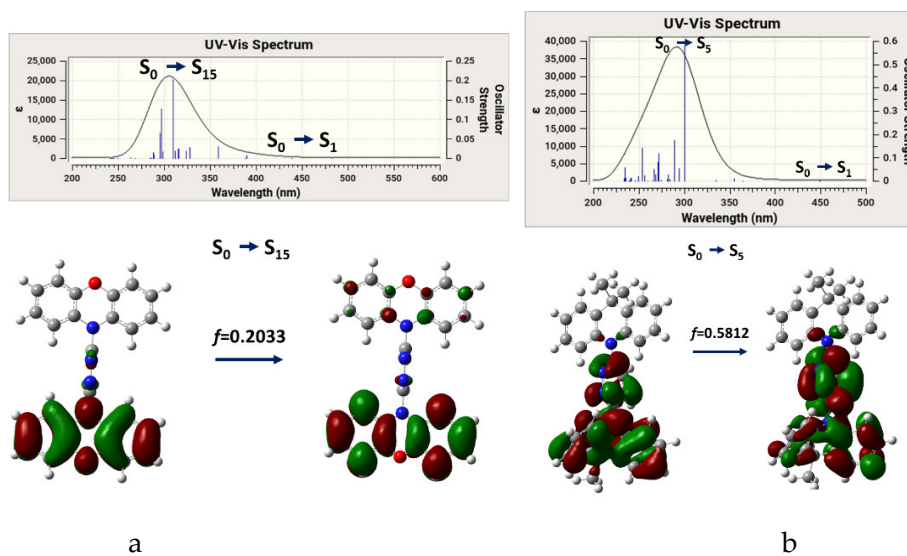 UV-Vis Spectrum
25,000
20,000
15,000
10,000
5,000
0
ε
0.25
0.2
0.15
0.1
0.05
0
Oscillator
Strength
S0 → S15
S0 → S1
200 250 300 350 400 450 500 550 600
Wavelength (nm)
UV-Vis Spectrum
40,000
35,000
30,000
25,000
20,000
15,000
10,000
5,000
0
ε
0.6
0.5
0.4
0.3
0.2
0.1
0
Oscillator Strength
S0 → S5
S0 → S1
200 250 300 350 400 450 500
Wavelength (nm)
S0 → S15
f=0.2033
S0 → S5
f=0.5812
a
b